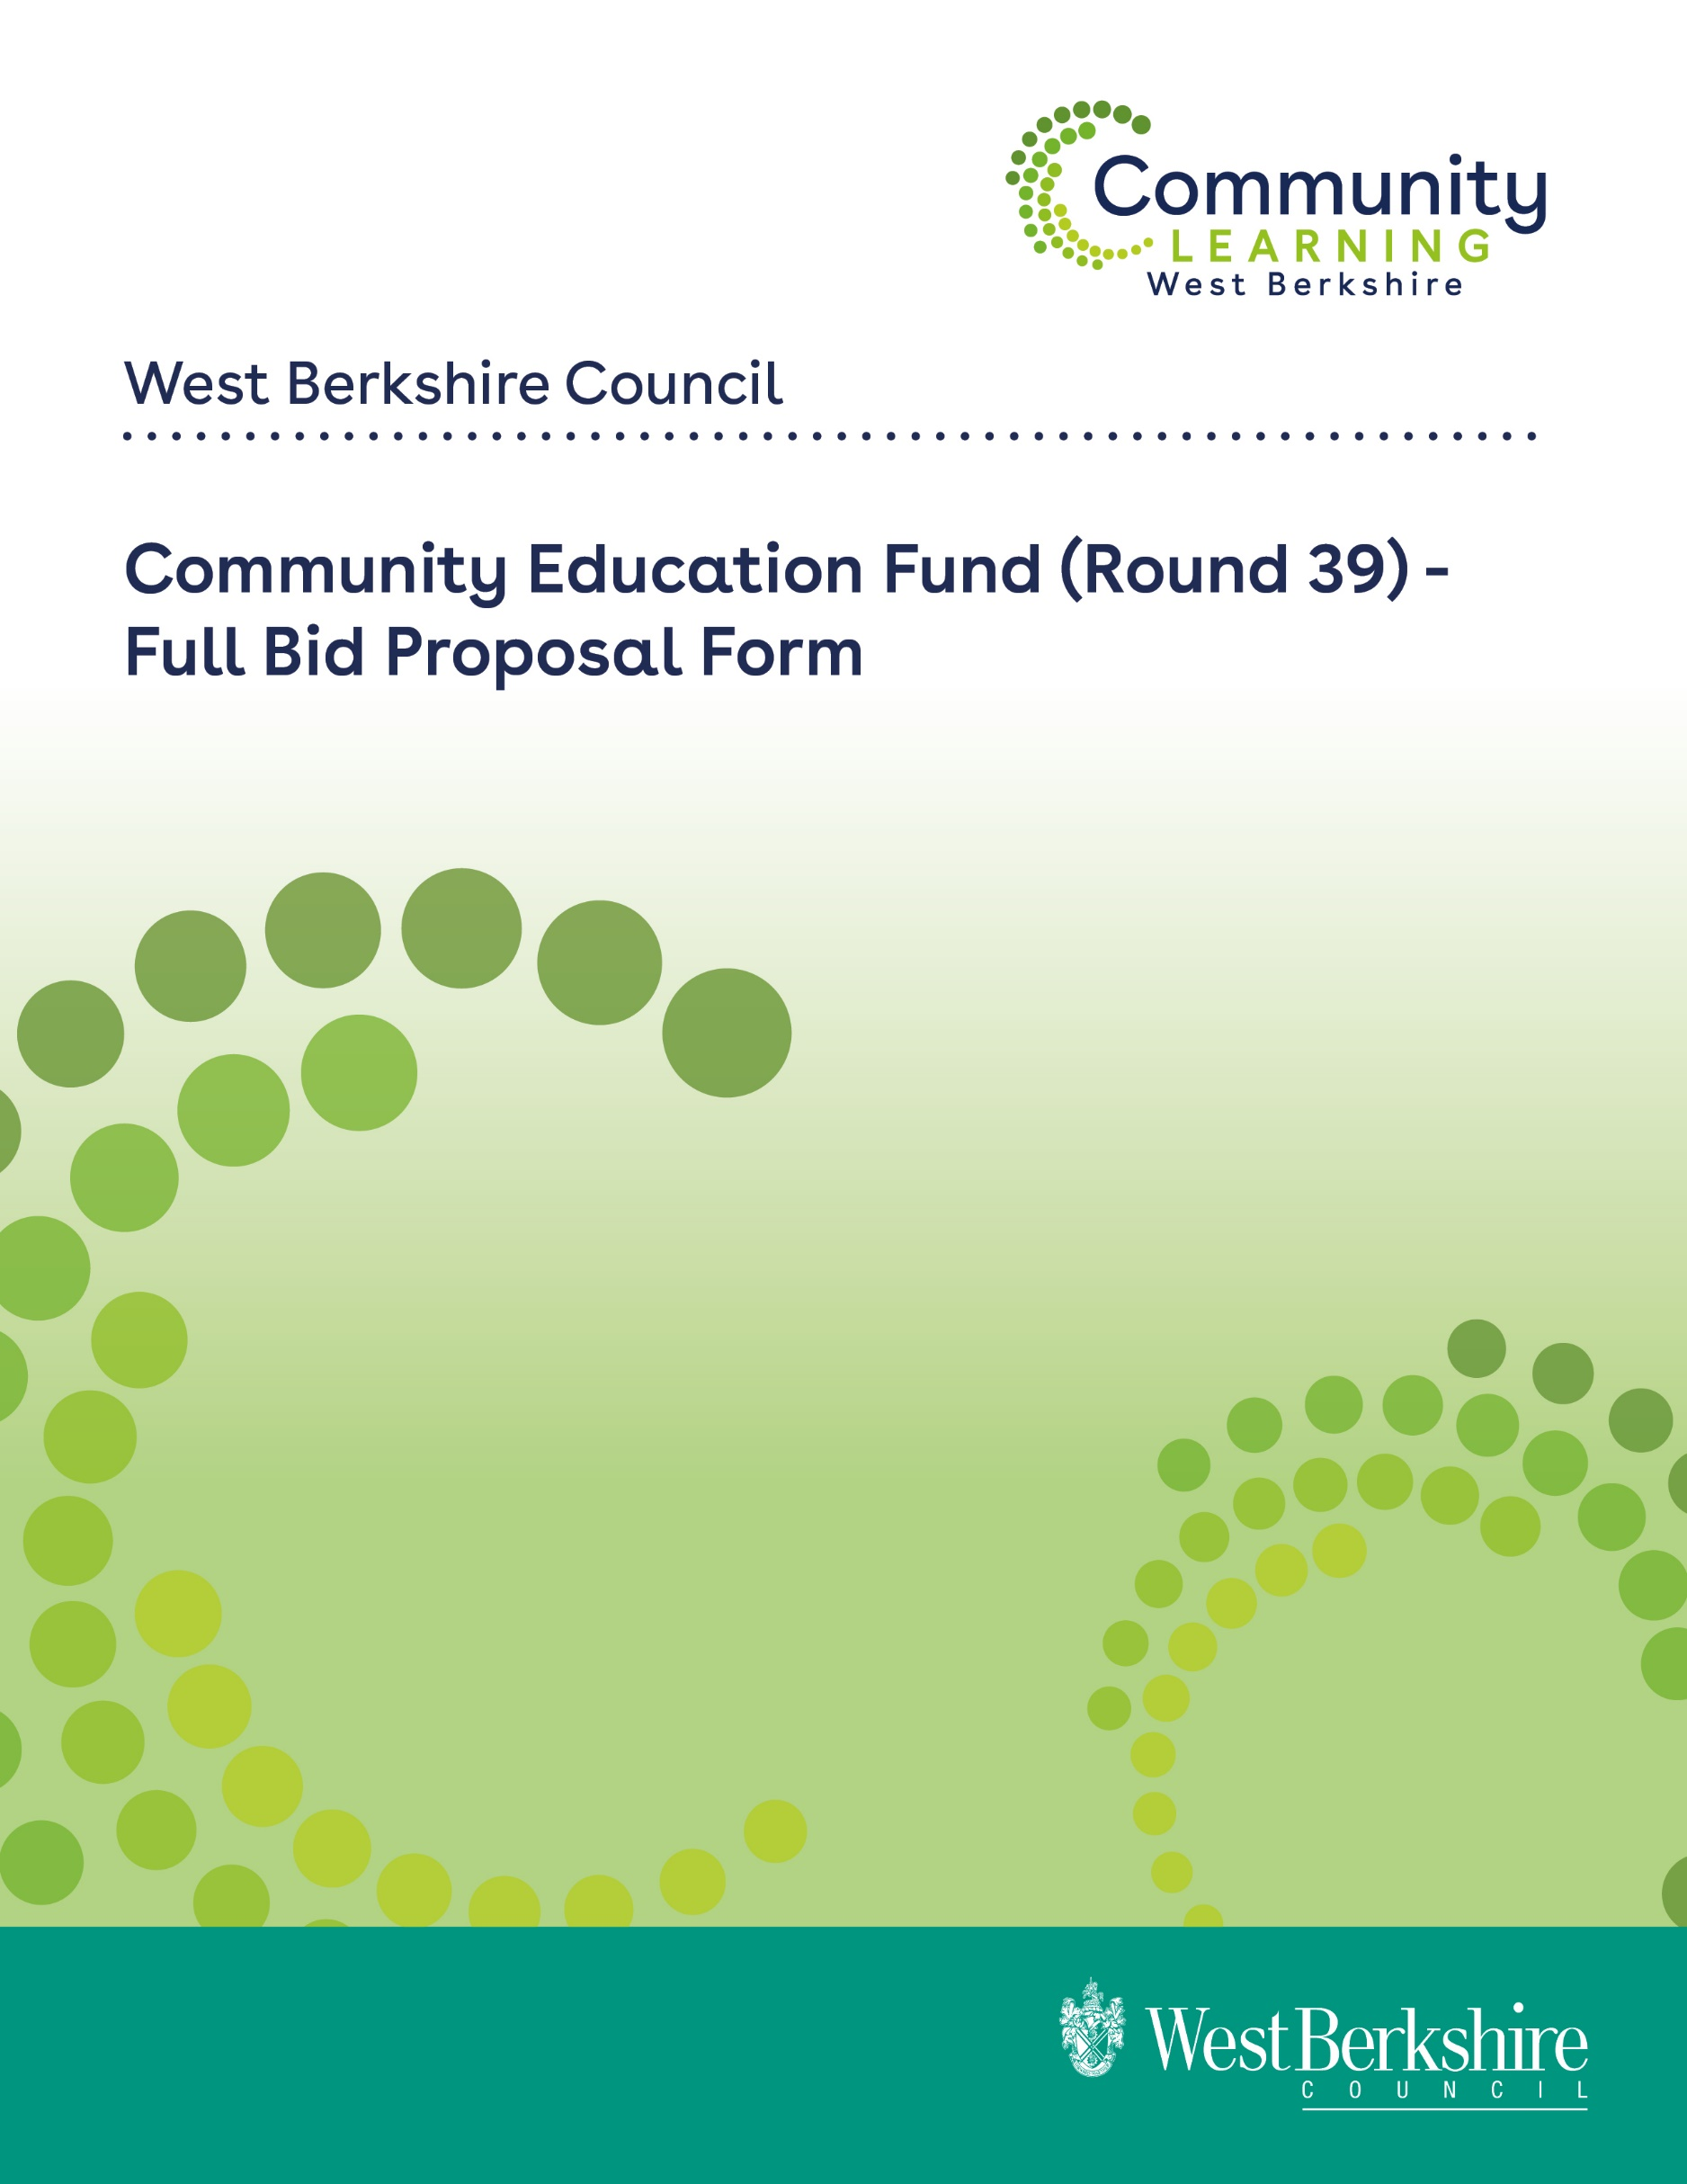 Community
LEARNING
West Berkshire
West Berkshire Council
Community Education Fund (Round 39) -
Full Bid Proposal Form
West Berkshire
COUNCIL